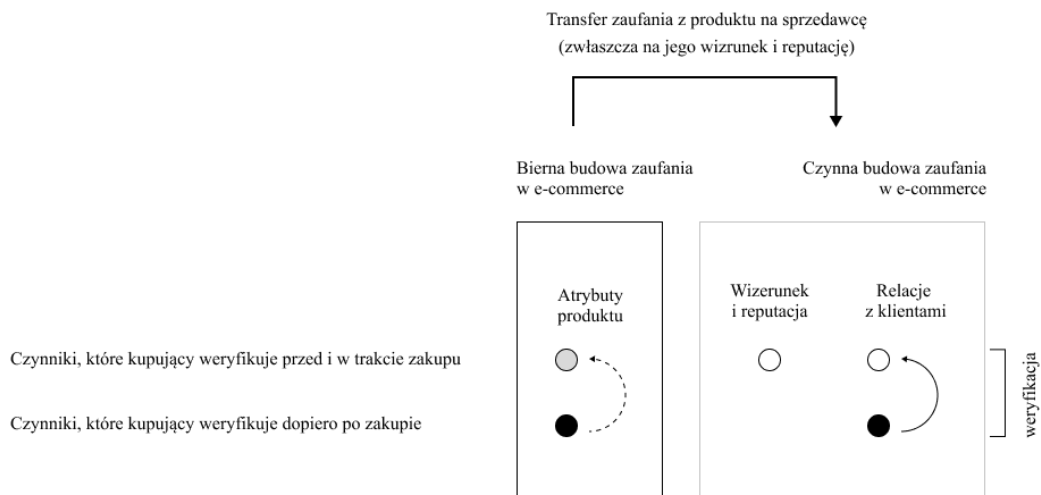 Transfer zaufania z produktu na sprzedawcę
(zwłaszcza na jego wizrunek i reputację)
Bierna budowa zaufania
w e-commerce
Czynna budowa zaufania
w e-commerce
Atrybuty
produktu
Wizerunek
i reputacja
Relacje
z klientami
Czynniki, które kupujący weryfikuje przed i w trakcie zakupu
Czynniki, które kupujący weryfikuje dopiero po zakupie
weryfikacja